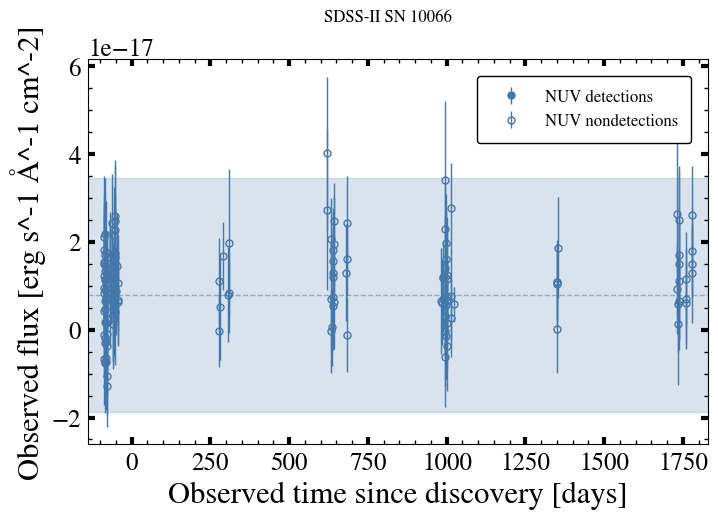 SDSS-II SN 10066
1e−17
6
4
2
0
−2
Observed flux [erg s^-1 Å^-1 cm^-2]
NUV detections
NUV nondetections
0 250 500 750 1000 1250 1500 1750
Observed time since discovery [days]